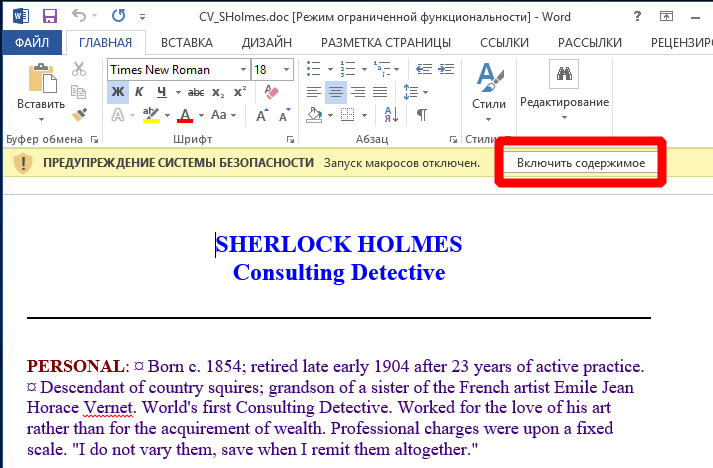 CV_SHolmes.doc [Режим ограниченной функциональности] - Word
ФАЙЛ ГЛАВНАЯ ВСТАВКА ДИЗАЙН РАЗМЕТКА СТРАНИЦЫ ССЫЛКИ РАССЫЛКИ РЕЦЕНЗИР
Times New Roman 18
Вставить Ж К Ч abc x₂ x² Стили Редактирование
A ab A Aa A A А Я ¶
Буфер обмена Шрифт Абзац Стили
ПРЕДУПРЕЖДЕНИЕ СИСТЕМЫ БЕЗОПАСНОСТИ Запуск макросов отключен. Включить содержимое
SHERLOCK HOLMES
Consulting Detective
PERSONAL: ¤ Born c. 1854; retired late early 1904 after 23 years of active practice.
¤ Descendant of country squires; grandson of a sister of the French artist Emile Jean
Horace Vernet. World's first Consulting Detective. Worked for the love of his art
rather than for the acquirement of wealth. Professional charges were upon a fixed
scale. "I do not vary them, save when I remit them altogether."